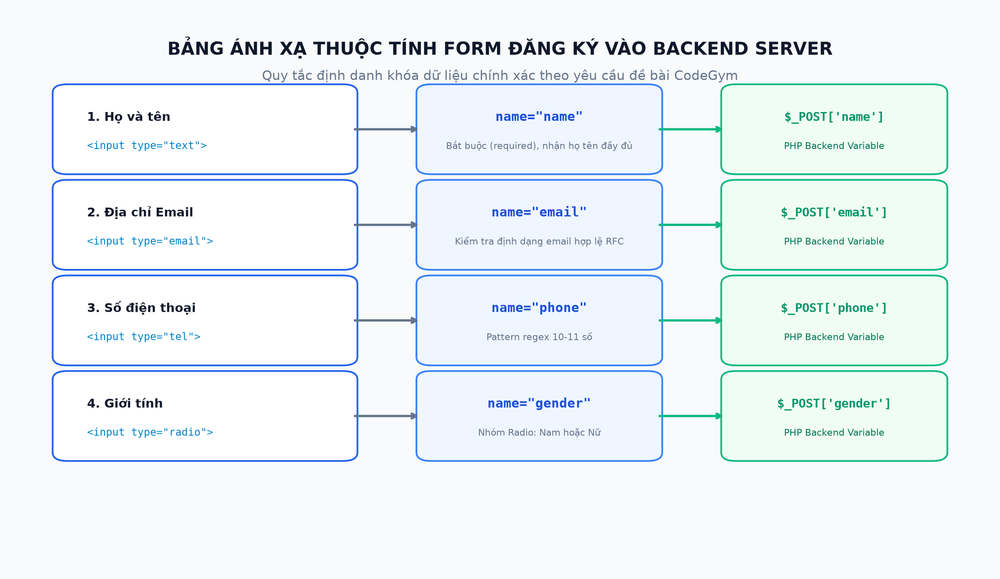 BẢNG ÁNH XẠ THUỘC TÍNH FORM ĐĂNG KÝ VÀO BACKEND SERVER
Quy tắc định danh khóa dữ liệu chính xác theo yêu cầu đề bài CodeGym
1. Họ và tên
<input type="text">
name="name"
Bắt buộc (required), nhận họ tên đầy đủ
$_POST['name']
PHP Backend Variable
2. Địa chỉ Email
<input type="email">
name="email"
Kiểm tra định dạng email hợp lệ RFC
$_POST['email']
PHP Backend Variable
3. Số điện thoại
<input type="tel">
name="phone"
Pattern regex 10-11 số
$_POST['phone']
PHP Backend Variable
4. Giới tính
<input type="radio">
name="gender"
Nhóm Radio: Nam hoặc Nữ
$_POST['gender']
PHP Backend Variable